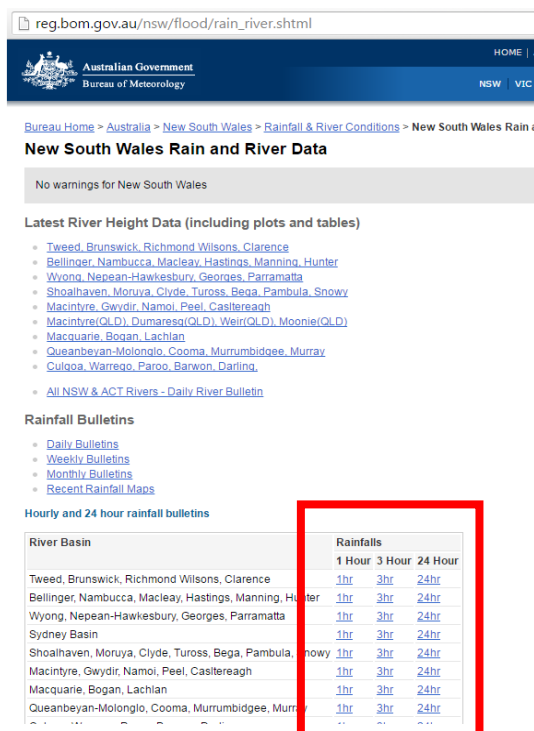 reg.bom.gov.au/nsw/flood/rain_river.shtml
HOME |
Australian Government
Bureau of Meteorology
NSW | VIC
Bureau Home > Australia > New South Wales > Rainfall & River Conditions > New South Wales Rain a
New South Wales Rain and River Data
No warnings for New South Wales
Latest River Height Data (including plots and tables)
Tweed, Brunswick, Richmond Wilsons, Clarence
Bellinger, Nambucca, Macleay, Hastings, Manning, Hunter
Wyong, Nepean-Hawkesbury, Georges, Parramatta
Shoalhaven, Moruya, Clyde, Tuross, Bega, Pambula, Snowy
Macintyre, Gwydir, Namoi, Peel, Casltereagh
Macintyre(QLD), Dumaresq(QLD), Weir(QLD), Moonie(QLD)
Macquarie, Bogan, Lachlan
Queanbeyan-Molonglo, Cooma, Murrumbidgee, Murray
Culgoa, Warrego, Paroo, Barwon, Darling,
All NSW & ACT Rivers - Daily River Bulletin
Rainfall Bulletins
Daily Bulletins
Weekly Bulletins
Monthly Bulletins
Recent Rainfall Maps
Hourly and 24 hour rainfall bulletins
River Basin Rainfalls
1 Hour 3 Hour 24 Hour
Tweed, Brunswick, Richmond Wilsons, Clarence 1hr 3hr 24hr
Bellinger, Nambucca, Macleay, Hastings, Manning, Hunter 1hr 3hr 24hr
Wyong, Nepean-Hawkesbury, Georges, Parramatta 1hr 3hr 24hr
Sydney Basin 1hr 3hr 24hr
Shoalhaven, Moruya, Clyde, Tuross, Bega, Pambula, Snowy 1hr 3hr 24hr
Macintyre, Gwydir, Namoi, Peel, Casltereagh 1hr 3hr 24hr
Macquarie, Bogan, Lachlan 1hr 3hr 24hr
Queanbeyan-Molonglo, Cooma, Murrumbidgee, Murray 1hr 3hr 24hr